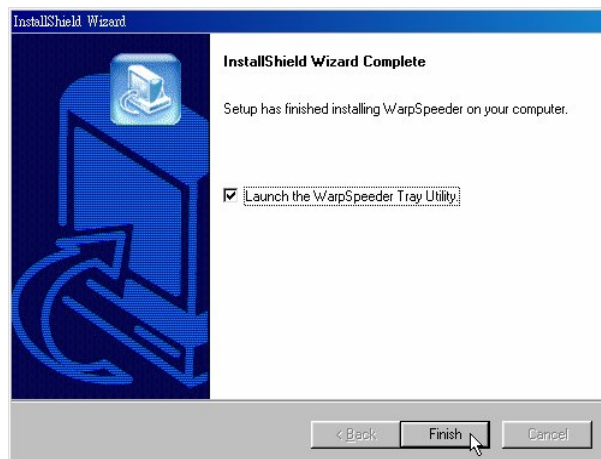 InstallShield Wizard
InstallShield Wizard Complete
Setup has finished installing WarpSpeeder on your computer.
Launch the WarpSpeeder Tray Utility.
< Back
Finish
Cancel